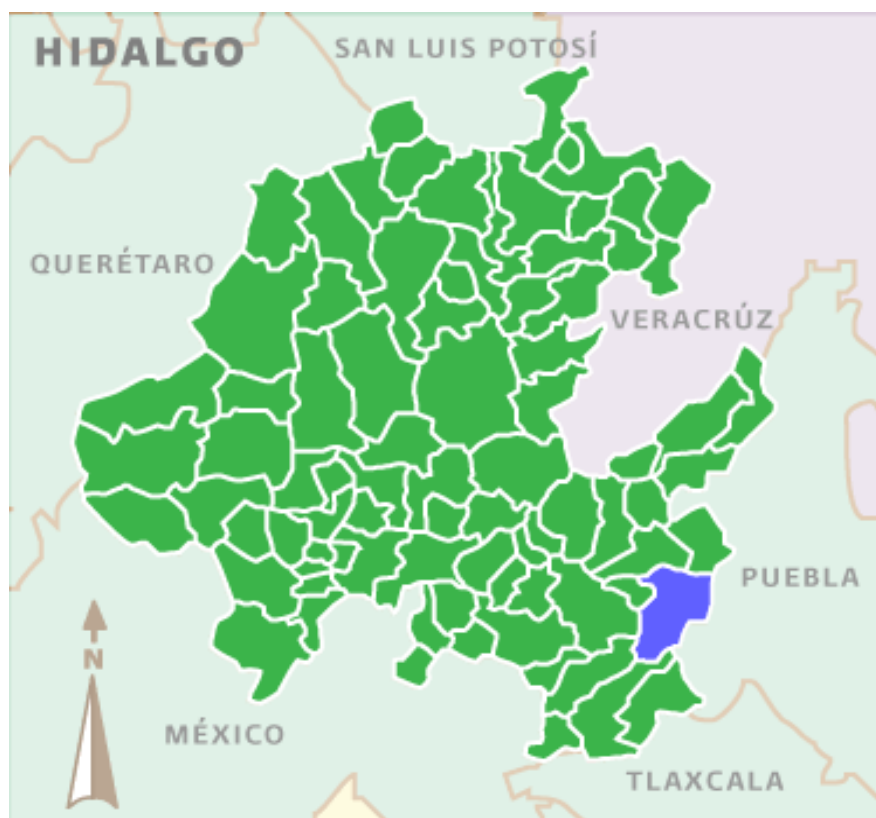 HIDALGO
SAN LUIS POTOSÍ
QUERÉTARO
VERACRÚZ
PUEBLA
N
MÉXICO
TLAXCALA